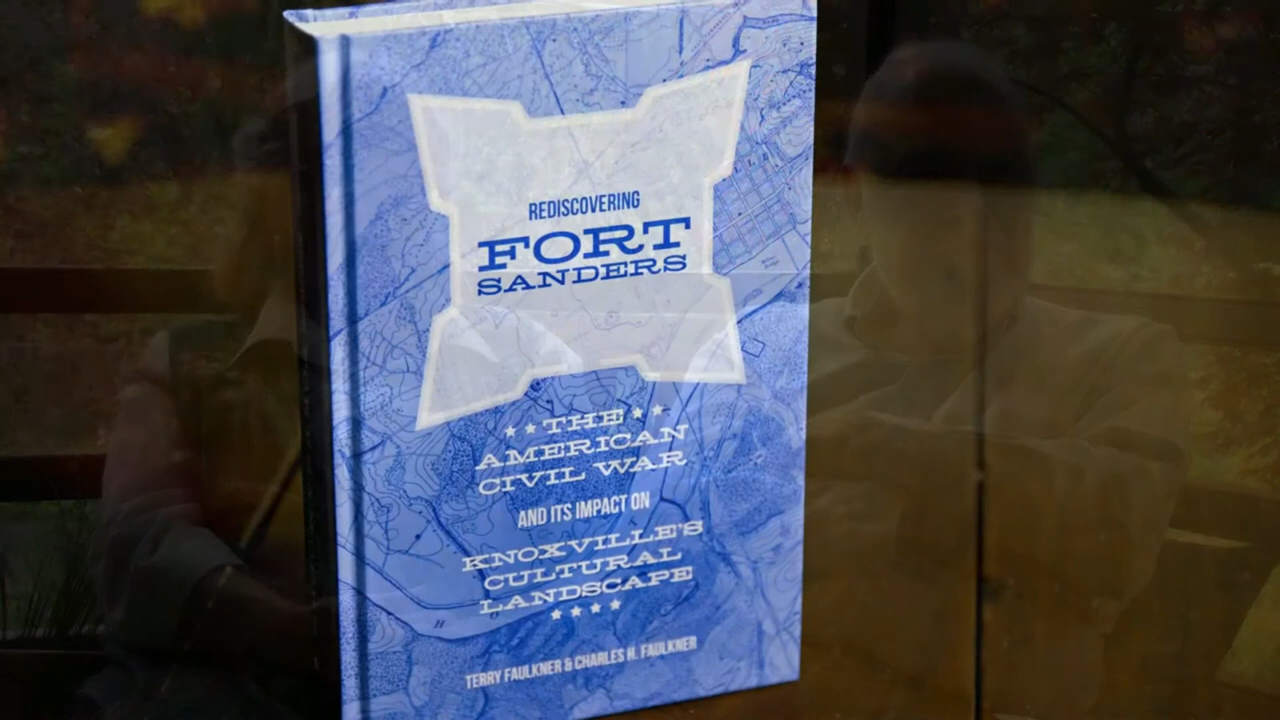 REDISCOVERING
FORT
SANDERS
THE
AMERICAN
CIVIL WAR
AND ITS IMPACT ON
KNOXVILLE'S
CULTURAL
LANDSCAPE
TERRY FAULKNER & CHARLES H. FAULKNER